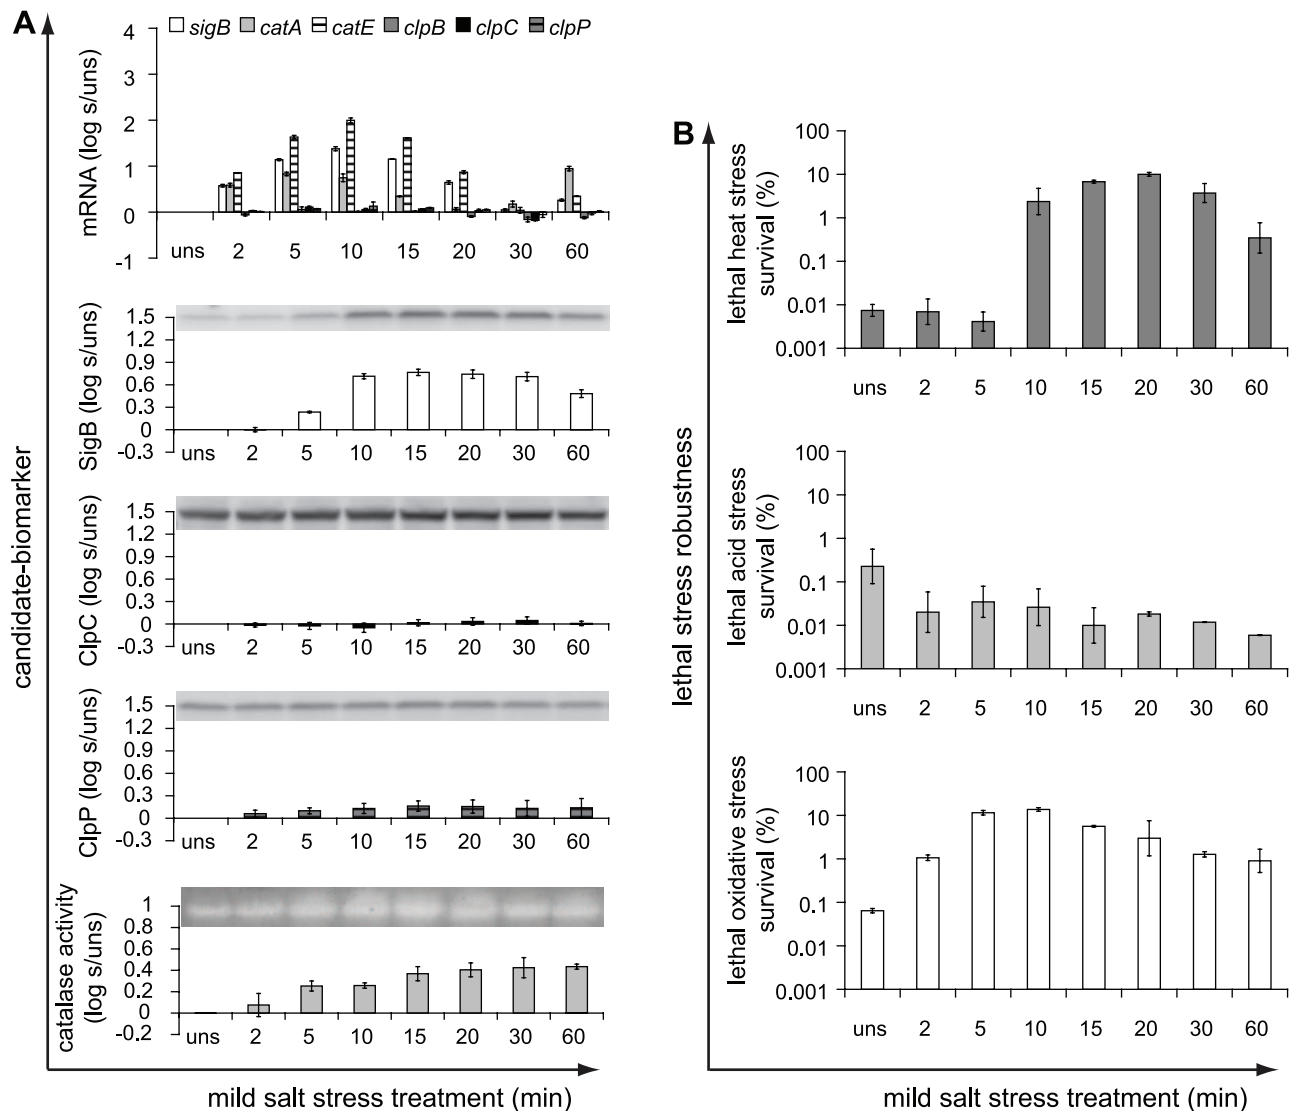 A
sigB catA catE clpB clpC clpP
mRNA (log s/uns)
4
3
2
1
0
-1
uns 2 5 10 15 20 30 60
SigB (log s/uns)
1.5
1.2
0.9
0.6
0.3
0
-0.3
uns 2 5 10 15 20 30 60
ClpC (log s/uns)
1.5
1.2
0.9
0.6
0.3
0
-0.3
uns 2 5 10 15 20 30 60
ClpP (log s/uns)
1.5
1.2
0.9
0.6
0.3
0
-0.3
uns 2 5 10 15 20 30 60
catalase activity
(log s/uns)
1
0.8
0.6
0.4
0.2
0
-0.2
uns 2 5 10 15 20 30 60
candidate-biomarker
mild salt stress treatment (min)
B
lethal heat stress
survival (%)
100
10
1
0.1
0.01
0.001
uns 2 5 10 15 20 30 60
lethal acid stress
survival (%)
100
10
1
0.1
0.01
0.001
uns 2 5 10 15 20 30 60
lethal oxidative stress
survival (%)
100
10
1
0.1
0.01
0.001
uns 2 5 10 15 20 30 60
lethal stress robustness
mild salt stress treatment (min)